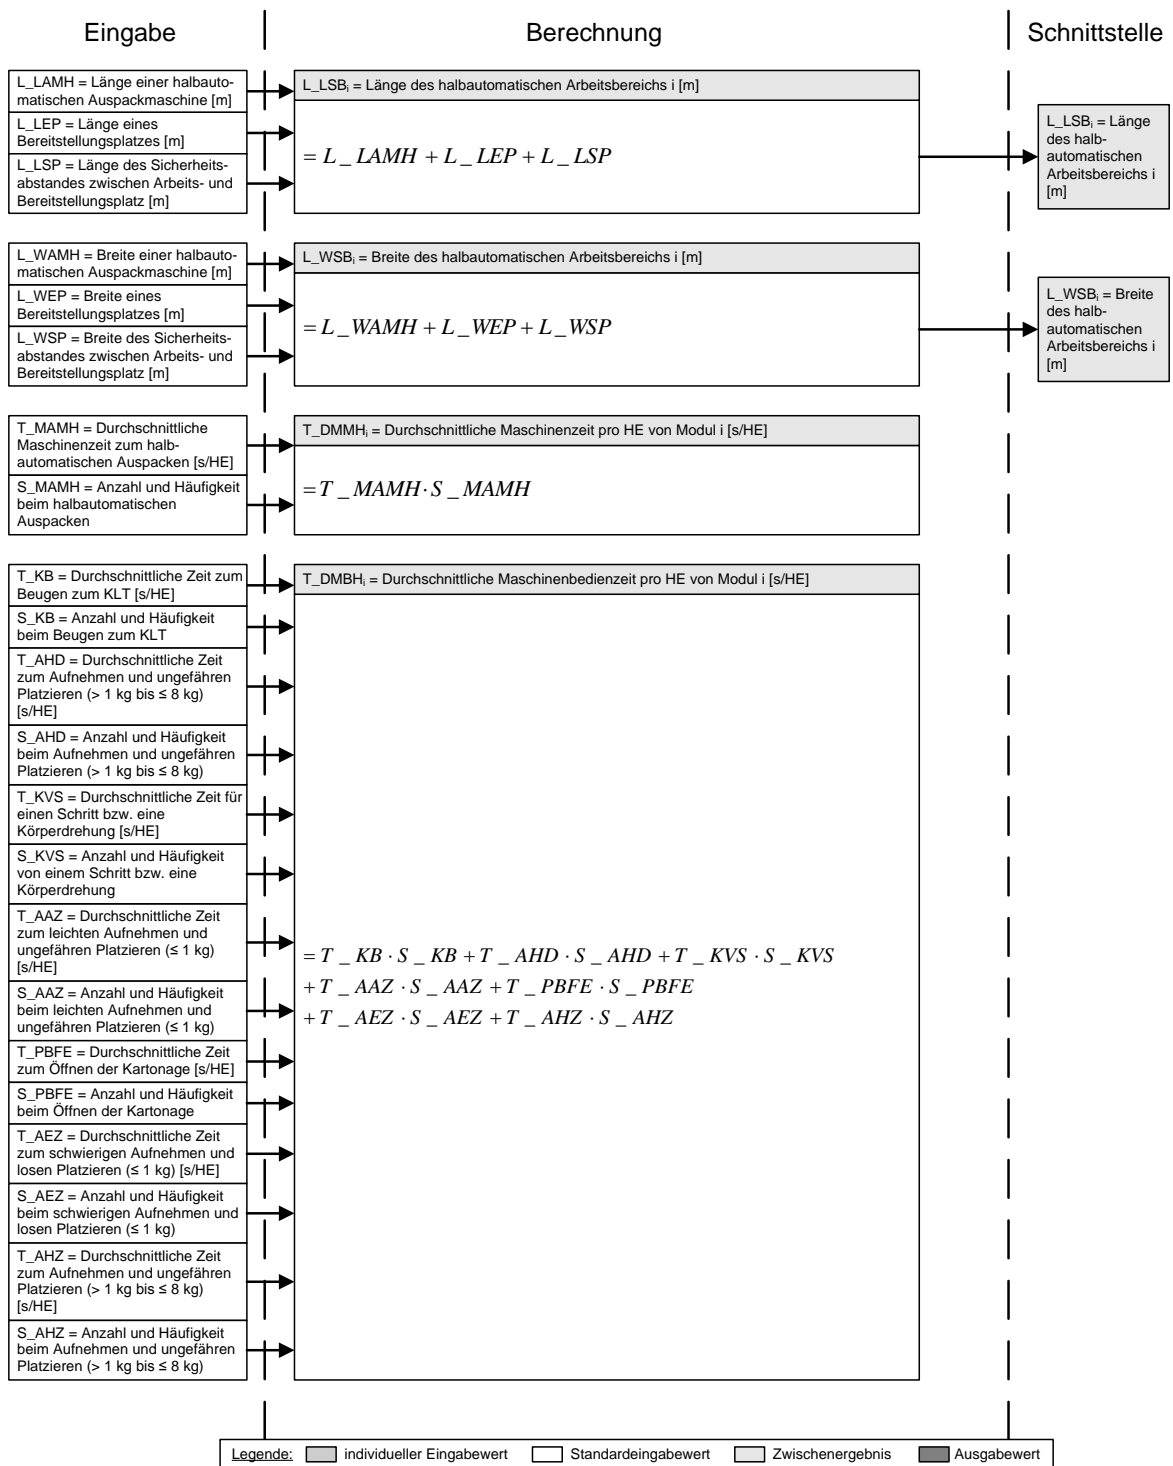 Eingabe
Berechnung
Schnittstelle
L_LAMH = Länge einer halbauto-
matischen Auspackmaschine [m]
L_LEP = Länge eines
Bereitstellungsplatzes [m]
L_LSP = Länge des Sicherheits-
abstandes zwischen Arbeits- und
Bereitstellungsplatz [m]
L_LSBᵢ = Länge des halbautomatischen Arbeitsbereichs i [m]
= L_LAMH + L_LEP + L_LSP
L_LSBᵢ = Länge
des halb-
automatischen
Arbeitsbereichs i
[m]
L_WAMH = Breite einer halbauto-
matischen Auspackmaschine [m]
L_WEP = Breite eines
Bereitstellungsplatzes [m]
L_WSP = Breite des Sicherheits-
abstandes zwischen Arbeits- und
Bereitstellungsplatz [m]
L_WSBᵢ = Breite des halbautomatischen Arbeitsbereichs i [m]
= L_WAMH + L_WEP + L_WSP
L_WSBᵢ = Breite
des halb-
automatischen
Arbeitsbereichs i
[m]
T_MAMH = Durchschnittliche
Maschinenzeit zum halb-
automatischen Auspacken [s/HE]
S_MAMH = Anzahl und Häufigkeit
beim halbautomatischen
Auspacken
T_DMMHᵢ = Durchschnittliche Maschinenzeit pro HE von Modul i [s/HE]
= T_MAMH · S_MAMH
T_KB = Durchschnittliche Zeit zum
Beugen zum KLT [s/HE]
S_KB = Anzahl und Häufigkeit
beim Beugen zum KLT
T_AHD = Durchschnittliche Zeit
zum Aufnehmen und ungefähren
Platzieren (> 1 kg bis ≤ 8 kg)
[s/HE]
S_AHD = Anzahl und Häufigkeit
beim Aufnehmen und ungefähren
Platzieren (> 1 kg bis ≤ 8 kg)
T_KVS = Durchschnittliche Zeit für
einen Schritt bzw. eine
Körperdrehung [s/HE]
S_KVS = Anzahl und Häufigkeit
von einem Schritt bzw. eine
Körperdrehung
T_AAZ = Durchschnittliche Zeit
zum leichten Aufnehmen und
ungefähren Platzieren (≤ 1 kg)
[s/HE]
S_AAZ = Anzahl und Häufigkeit
beim leichten Aufnehmen und
ungefähren Platzieren (≤ 1 kg)
T_PBFE = Durchschnittliche Zeit
zum Öffnen der Kartonage [s/HE]
S_PBFE = Anzahl und Häufigkeit
beim Öffnen der Kartonage
T_AEZ = Durchschnittliche Zeit
zum schwierigen Aufnehmen und
losen Platzieren (≤ 1 kg) [s/HE]
S_AEZ = Anzahl und Häufigkeit
beim schwierigen Aufnehmen und
losen Platzieren (≤ 1 kg)
T_AHZ = Durchschnittliche Zeit
zum Aufnehmen und ungefähren
Platzieren (> 1 kg bis ≤ 8 kg)
[s/HE]
S_AHZ = Anzahl und Häufigkeit
beim Aufnehmen und ungefähren
Platzieren (> 1 kg bis ≤ 8 kg)
T_DMBHᵢ = Durchschnittliche Maschinenbedienzeit pro HE von Modul i [s/HE]
= T_KB · S_KB + T_AHD · S_AHD + T_KVS · S_KVS
+ T_AAZ · S_AAZ + T_PBFE · S_PBFE
+ T_AEZ · S_AEZ + T_AHZ · S_AHZ
Legende: individueller Eingabewert Standardeingabewert Zwischenergebnis Ausgabewert